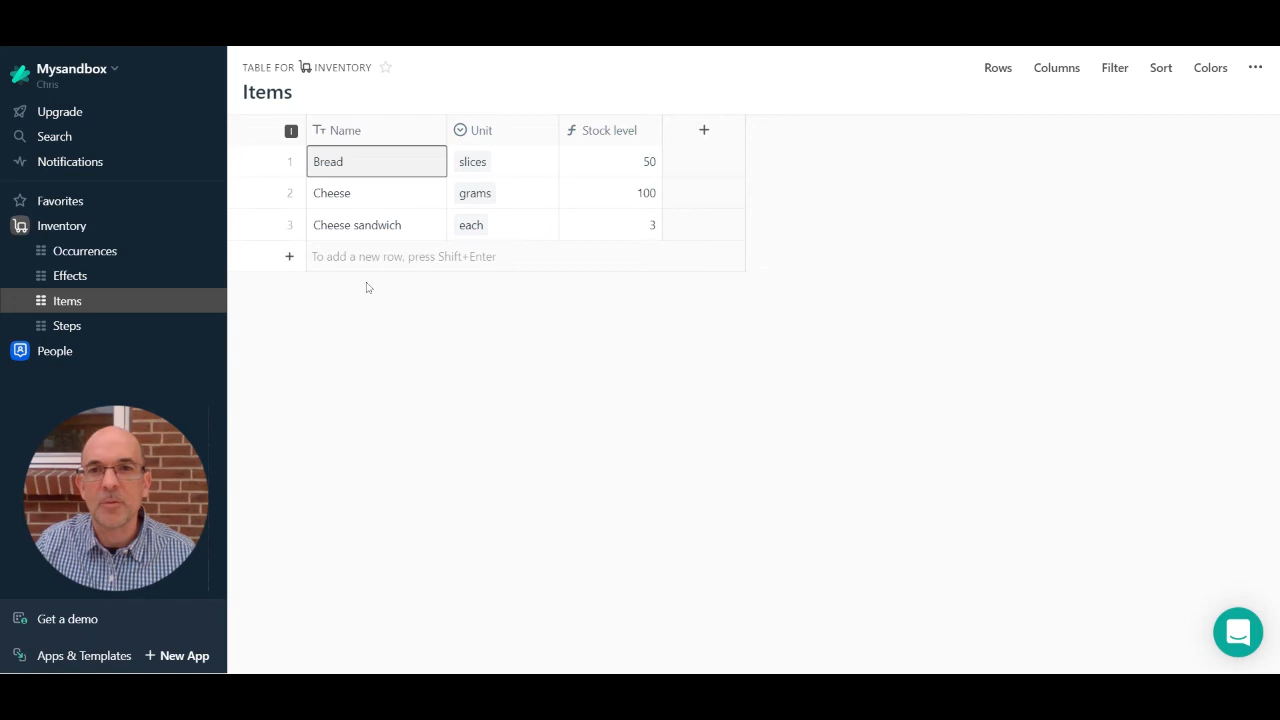 Mysandbox
Chris
Upgrade
Search
Notifications
Favorites
Inventory
Occurrences
Effects
Items
Steps
People
Get a demo
Apps & Templates + New App
TABLE FOR INVENTORY
Items
Rows Columns Filter Sort Colors ...
I Tт Name Unit f Stock level +
1 Bread slices 50
2 Cheese grams 100
3 Cheese sandwich each 3
+ To add a new row, press Shift+Enter